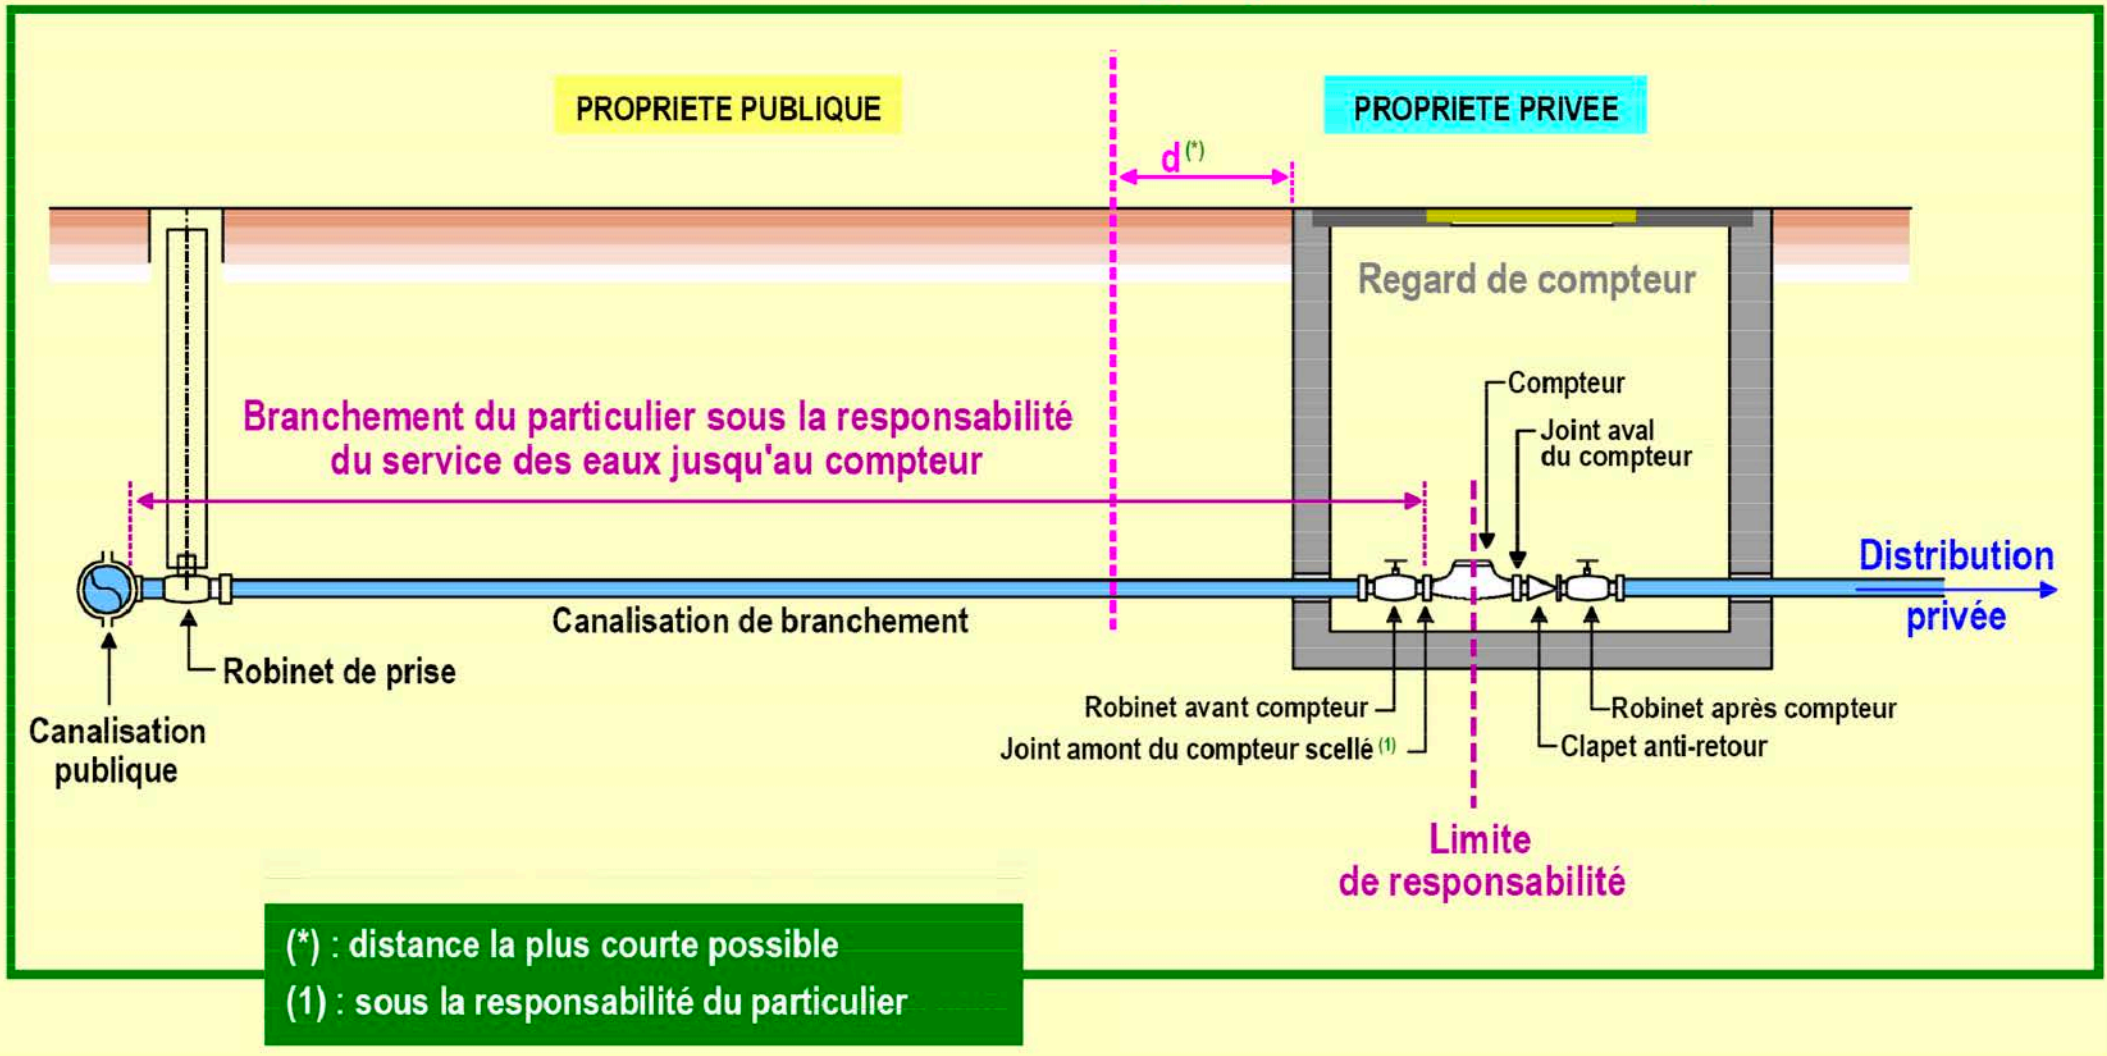 PROPRIETE PUBLIQUE
PROPRIETE PRIVEE
d (*)
Regard de compteur
Compteur
Joint aval
du compteur
Branchement du particulier sous la responsabilité
du service des eaux jusqu'au compteur
Distribution
privée
Canalisation de branchement
Robinet de prise
Canalisation
publique
Robinet avant compteur
Joint amont du compteur scellé (1)
Robinet après compteur
Clapet anti-retour
Limite
de responsabilité
(*) : distance la plus courte possible
(1) : sous la responsabilité du particulier